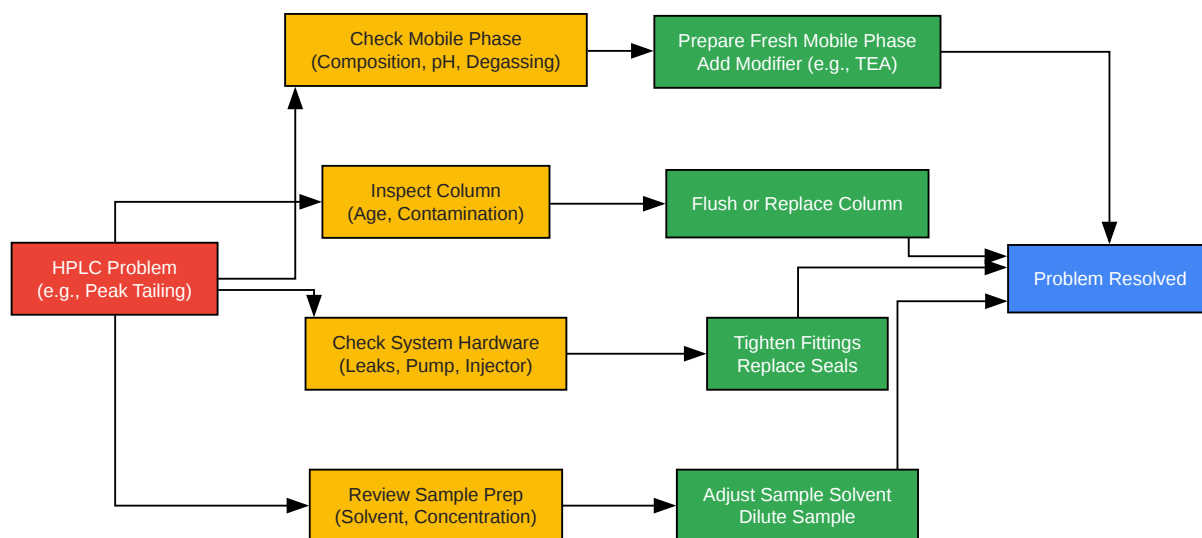 Check Mobile Phase
(Composition, pH, Degassing)
Prepare Fresh Mobile Phase
Add Modifier (e.g., TEA)
Inspect Column
(Age, Contamination)
Flush or Replace Column
HPLC Problem
(e.g., Peak Tailing)
Problem Resolved
Check System Hardware
(Leaks, Pump, Injector)
Tighten Fittings
Replace Seals
Review Sample Prep
(Solvent, Concentration)
Adjust Sample Solvent
Dilute Sample